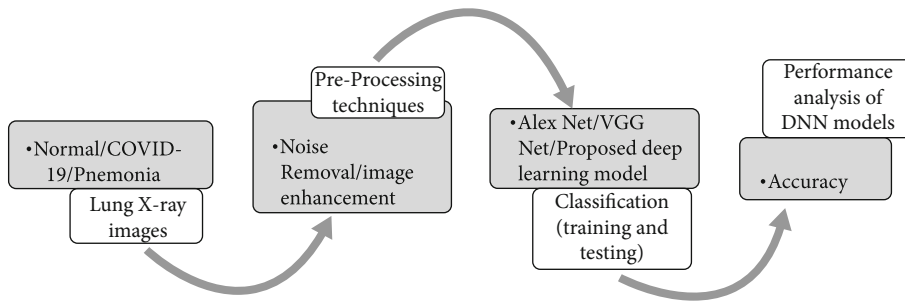 •Normal/COVID-
19/Pnemonia
Lung X-ray
images
Pre-Processing
techniques
•Noise
Removal/image
enhancement
•Alex Net/VGG
Net/Proposed deep
learning model
Classification
(training and
testing)
Performance
analysis of
DNN models
•Accuracy